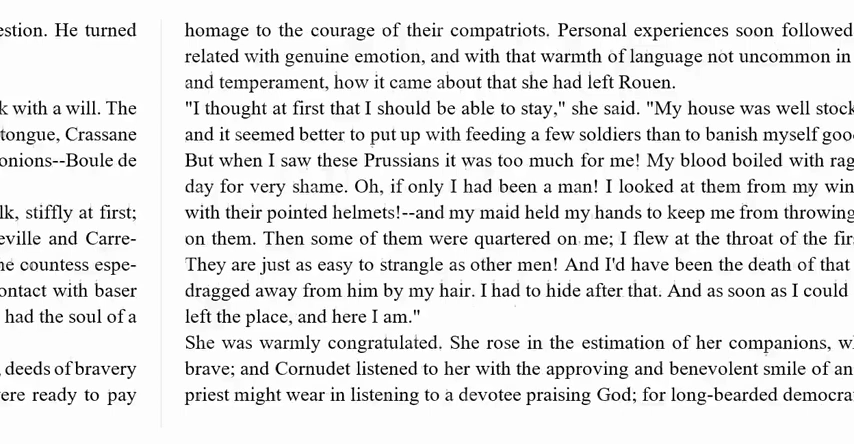 estion. He turned
k with a will. The
tongue, Crassane
onions--Boule de
lk, stiffly at first;
eville and Carre-
ne countess espe-
ontact with baser
had the soul of a
, deeds of bravery
vere ready to pay
homage to the courage of their compatriots. Personal experiences soon followed
related with genuine emotion, and with that warmth of language not uncommon in
and temperament, how it came about that she had left Rouen.
"I thought at first that I should be able to stay," she said. "My house was well stock
and it seemed better to put up with feeding a few soldiers than to banish myself goo
But when I saw these Prussians it was too much for me! My blood boiled with rag
day for very shame. Oh, if only I had been a man! I looked at them from my win
with their pointed helmets!--and my maid held my hands to keep me from throwing
on them. Then some of them were quartered on me; I flew at the throat of the fir
They are just as easy to strangle as other men! And I'd have been the death of that
dragged away from him by my hair. I had to hide after that. And as soon as I could
left the place, and here I am."
She was warmly congratulated. She rose in the estimation of her companions, w
brave; and Cornudet listened to her with the approving and benevolent smile of an
priest might wear in listening to a devotee praising God; for long-bearded democra